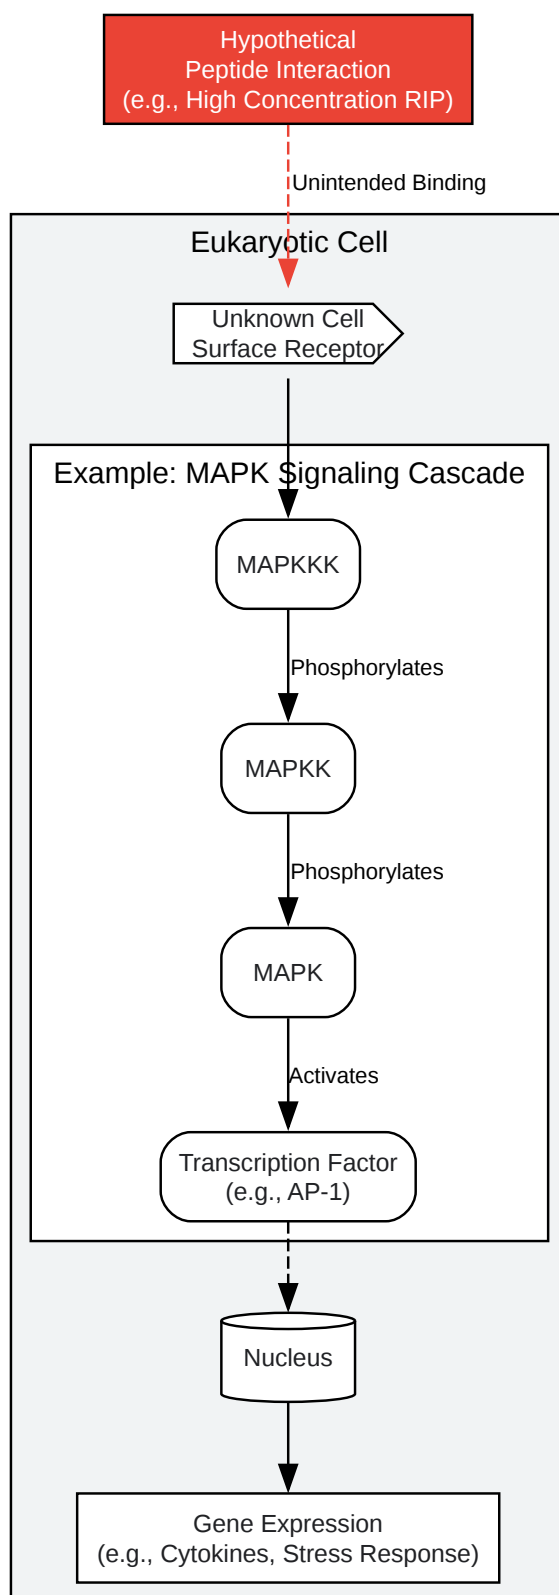 Hypothetical
Peptide Interaction
(e.g., High Concentration RIP)
Unintended Binding
Eukaryotic Cell
Unknown Cell
Surface Receptor
Example: MAPK Signaling Cascade
MAPKKK
Phosphorylates
MAPKK
Phosphorylates
MAPK
Activates
Transcription Factor
(e.g., AP-1)
Nucleus
Gene Expression
(e.g., Cytokines, Stress Response)